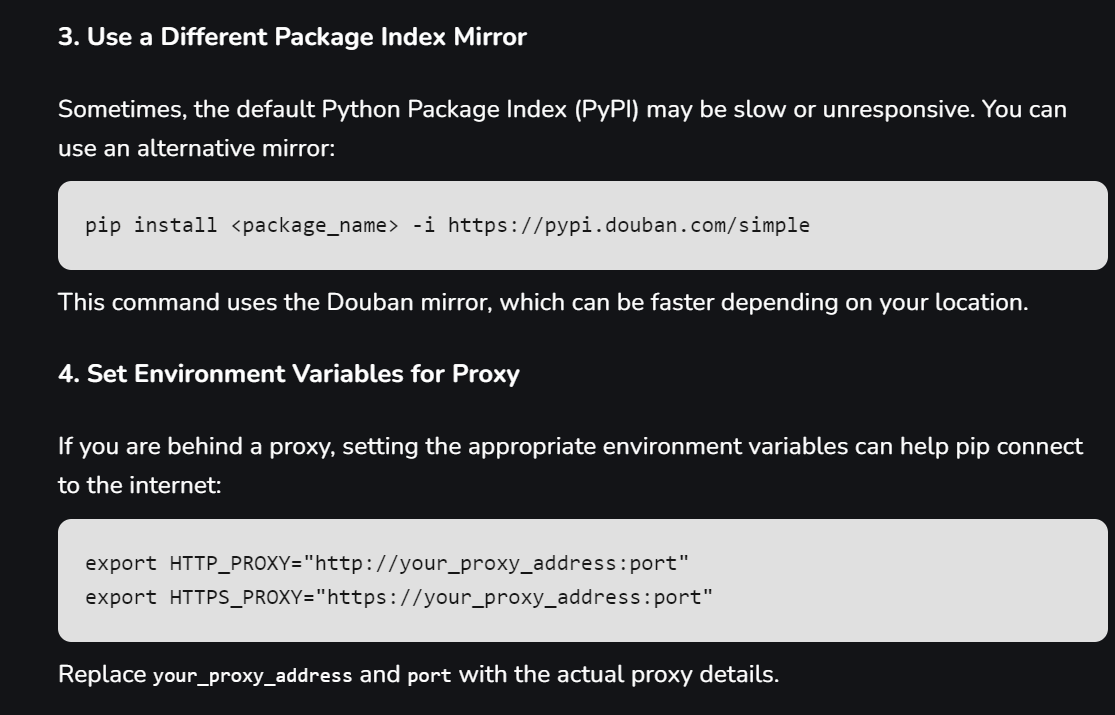 3. Use a Different Package Index Mirror
Sometimes, the default Python Package Index (PyPI) may be slow or unresponsive. You can
use an alternative mirror:
pip install <package_name> -i https://pypi.douban.com/simple
This command uses the Douban mirror, which can be faster depending on your location.
4. Set Environment Variables for Proxy
If you are behind a proxy, setting the appropriate environment variables can help pip connect
to the internet:
export HTTP_PROXY="http://your_proxy_address:port"
export HTTPS_PROXY="https://your_proxy_address:port"
Replace your_proxy_address and port with the actual proxy details.